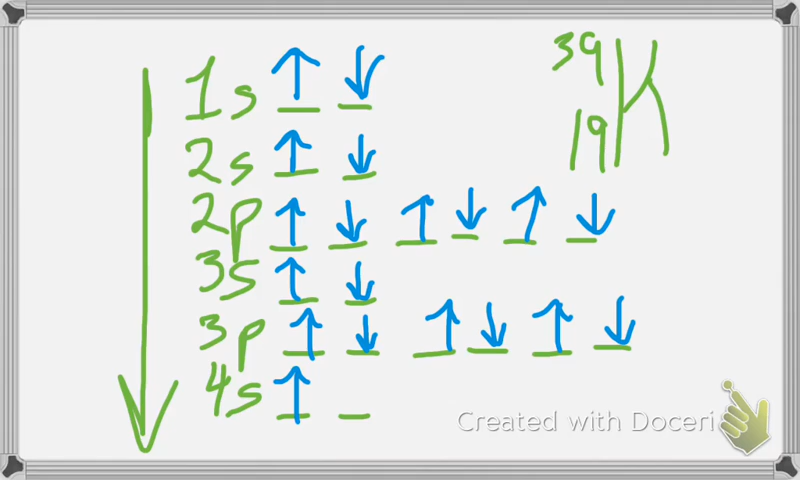 39
19 K
1s ↑ ↓
2s ↑ ↓
2p ↑ ↓ ↑ ↓ ↑ ↓
3s ↑ ↓
3p ↑ ↓ ↑ ↓ ↑ ↓
4s ↑
Created with Doceri